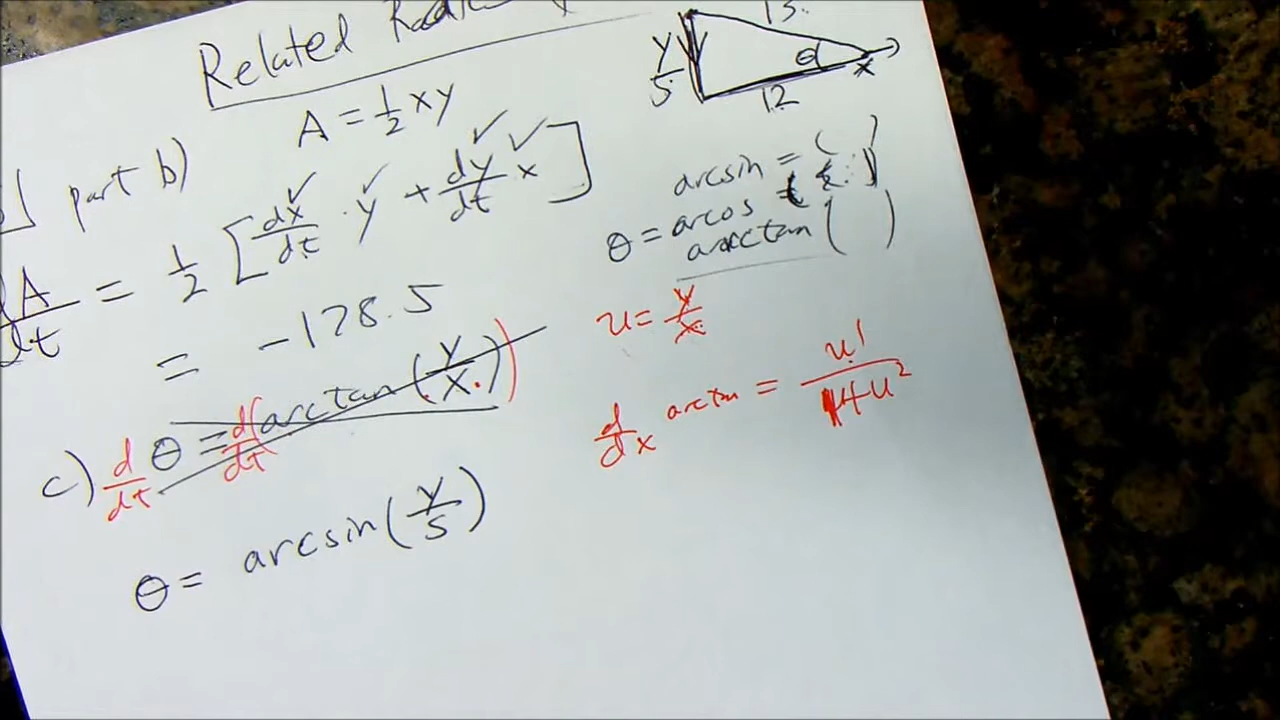 Related
A = 1/2 xy
part b)
dA/dt = 1/2 [dx/dt · y + dy/dt x]
= -178.5
c) d/dt θ = d/dt arctan(y/x)
θ = arcsin(y/5)
y
5
13
θ
x
12
arcsin = ( )
θ = arcos
arctan ( )
u = y/x
d/dx arctan = u'/1+u²